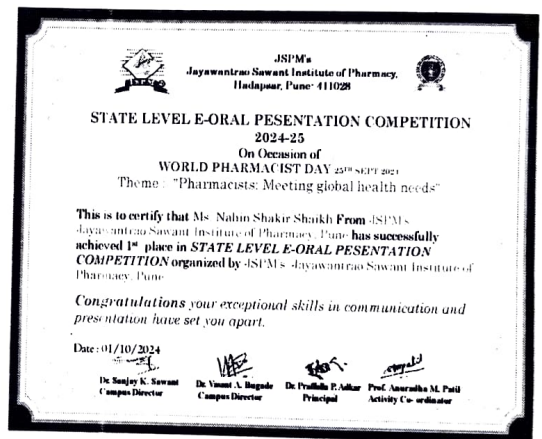 JSPM's
Jayawantrao Sawant Institute of Pharmacy,
Hadapsar, Pune- 411028
JSPM
STATE LEVEL E-ORAL PESENTATION COMPETITION
2024-25
On Occasion of
WORLD PHARMACIST DAY 25TH SEPT 2024
Theme : "Pharmacists: Meeting global health needs"
This is to certify that Ms. Shakir Shaikh From JSPM's
Jayawantrao Sawant Institute of Pharmacy, Pune has successfully
achieved 1st place in STATE LEVEL E-ORAL PESENTATION
COMPETITION organized by JSPM's Jayawantrao Sawant Institute of
Pharmacy, Pune
Congratulations your exceptional skills in communication and
presentation have set you apart.
Date : 01/10/2024
Dr. Sanjay K. Sawant
Campus Director
Dr. Vasant A. Bugade
Campus Director
Dr. P. Adkar
Principal
Prof. Anuradha M. Patil
Activity Co- ordinator